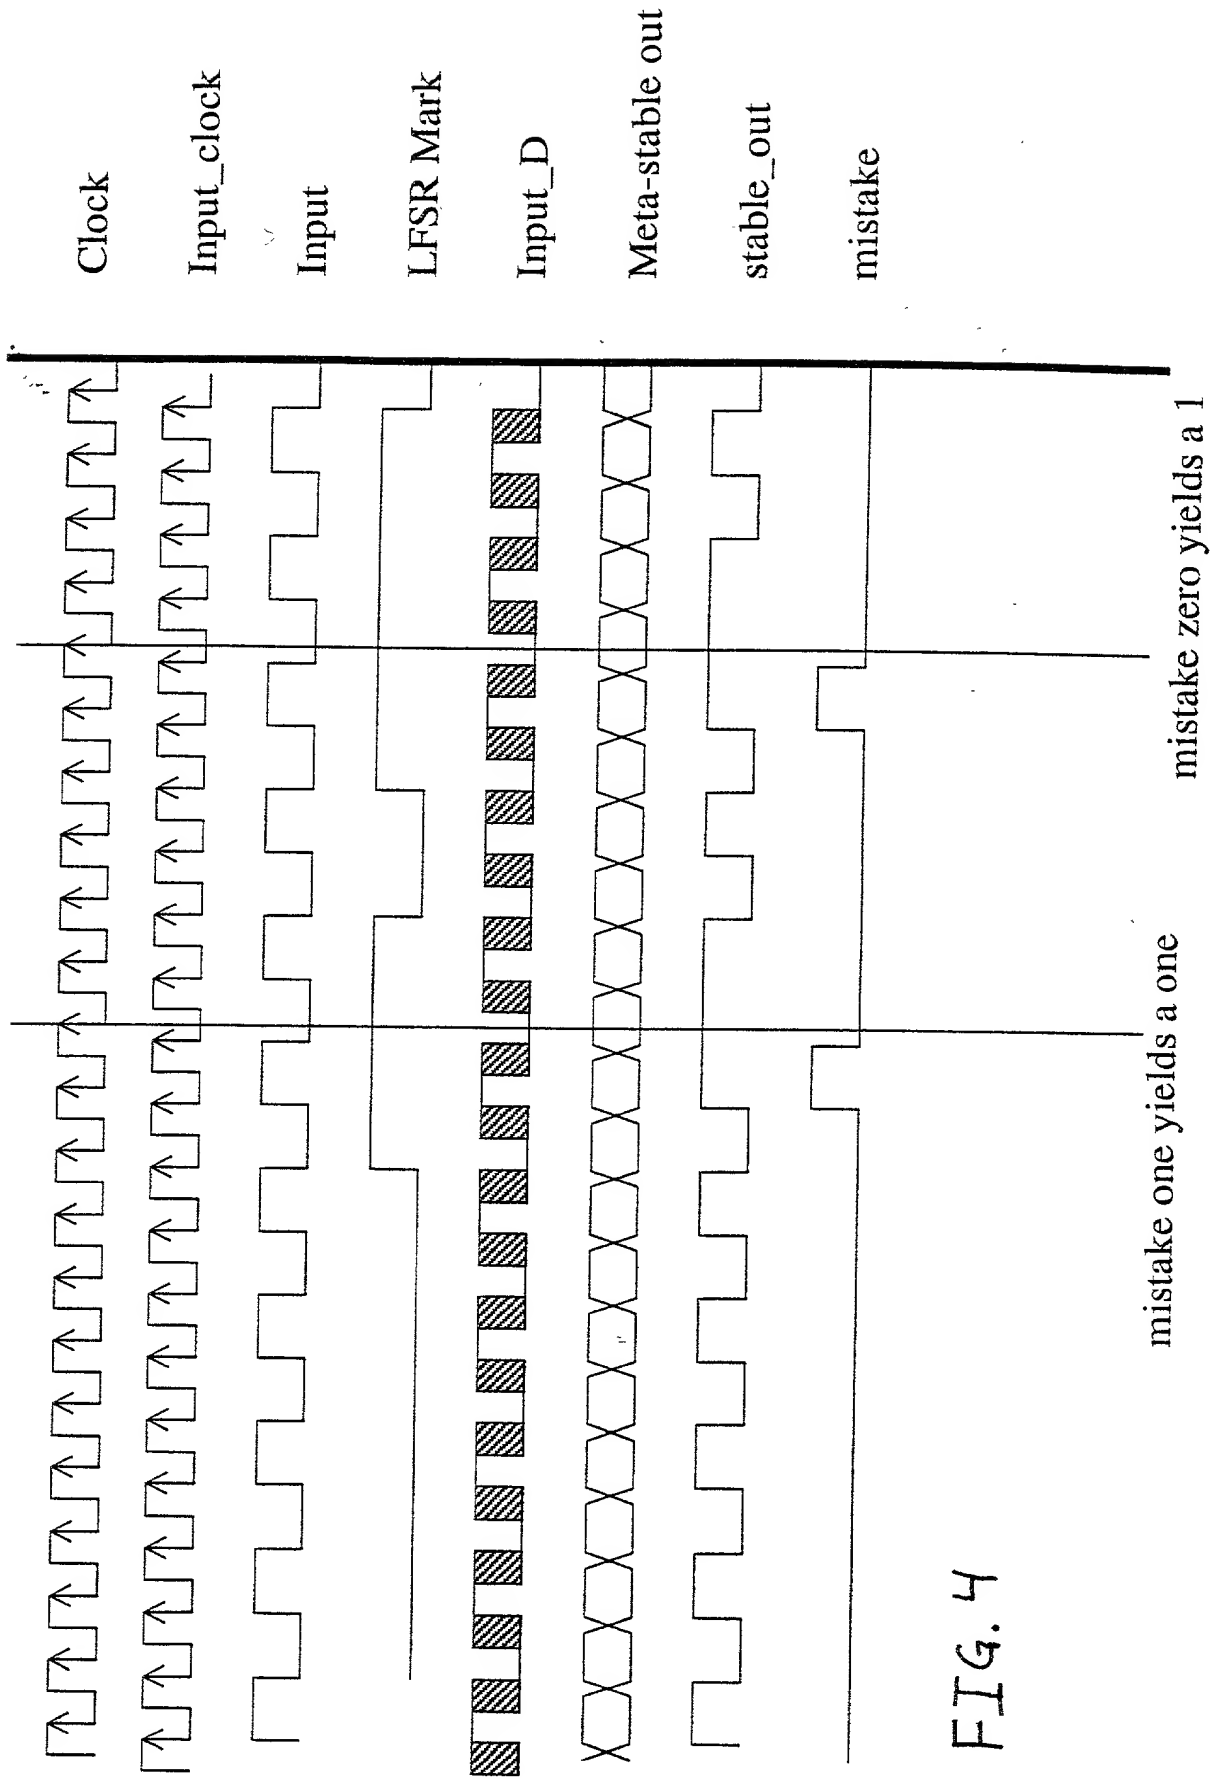 Clock
Input_clock
Input
LFSR Mark
Input_D
Meta-stable out
stable_out
mistake
mistake zero yields a 1
mistake one yields a one
FIG. 4